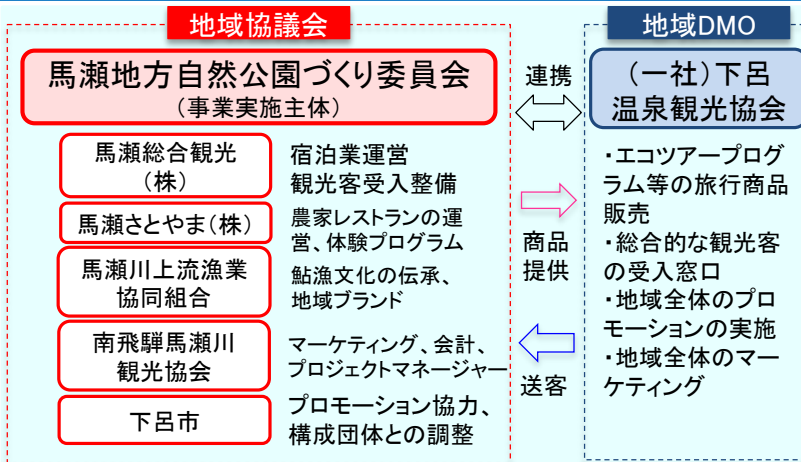 地域協議会
馬瀬地方自然公園づくり委員会
（事業実施主体）
馬瀬総合観光
（株）
宿泊業運営
観光客受入整備
馬瀬さとやま（株）
農家レストランの運
営、体験プログラム
馬瀬川上流漁業
協同組合
鮎漁文化の伝承、
地域ブランド
南飛騨馬瀬川
観光協会
マーケティング、会計、
プロジェクトマネージャー
下呂市
プロモーション協力、
構成団体との調整
連携
商品
提供
送客
地域DMO
（一社）下呂
温泉観光協会
・エコツアープログ
ラム等の旅行商品
販売
・総合的な観光客
の受入窓口
・地域全体のプロ
モーションの実施
・地域全体のマー
ケティング